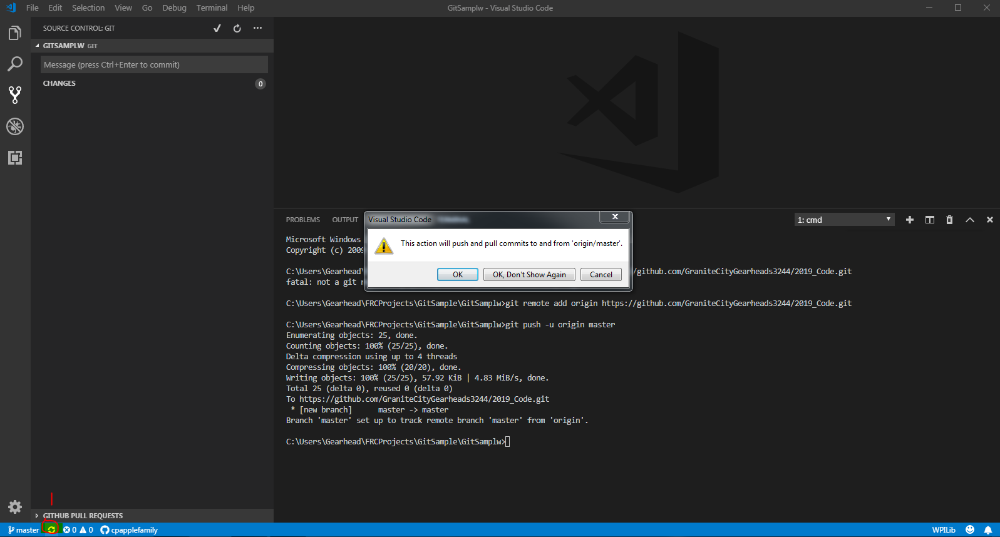 File Edit Selection View Go Debug Terminal Help
GitSamplw - Visual Studio Code
SOURCE CONTROL: GIT
GITSAMPLW GIT
Message (press Ctrl+Enter to commit)
CHANGES
0
PROBLEMS OUTPUT
1: cmd
Visual Studio Code
This action will push and pull commits to and from 'origin/master'.
OK
OK, Don't Show Again
Cancel
Microsoft Windows
Copyright (c) 2009
C:\Users\Gearhead\ /github.com/GraniteCityGearheads3244/2019_Code.git
fatal: not a git
C:\Users\Gearhead\FRCProjects\GitSample\GitSamplw>git remote add origin https://github.com/GraniteCityGearheads3244/2019_Code.git
C:\Users\Gearhead\FRCProjects\GitSample\GitSamplw>git push -u origin master
Enumerating objects: 25, done.
Counting objects: 100% (25/25), done.
Delta compression using up to 4 threads
Compressing objects: 100% (20/20), done.
Writing objects: 100% (25/25), 57.92 KiB | 4.83 MiB/s, done.
Total 25 (delta 0), reused 0 (delta 0)
To https://github.com/GraniteCityGearheads3244/2019_Code.git
* [new branch] master -> master
Branch 'master' set up to track remote branch 'master' from 'origin'.
C:\Users\Gearhead\FRCProjects\GitSample\GitSamplw>
GITHUB PULL REQUESTS
master 0 0 cpapplefamily
WPILib